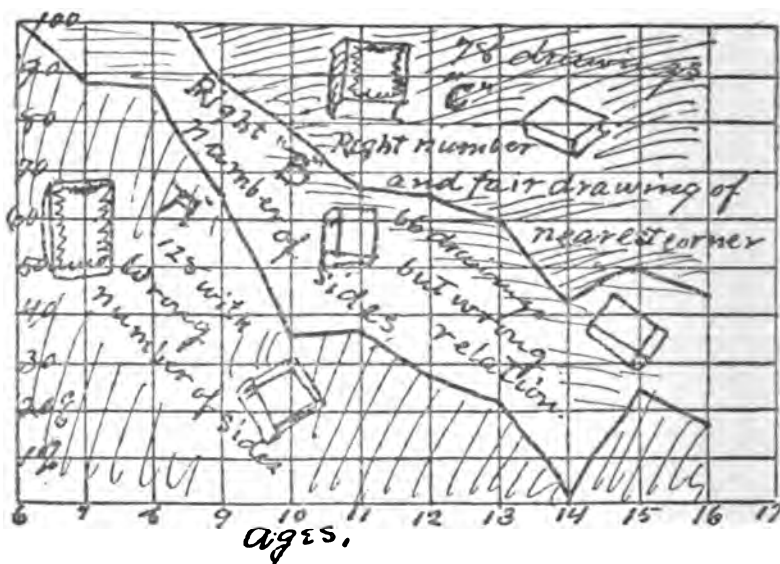 100
90
80
70
60
50
40
30
20%
10%
78 drawings
"C"
Right number
and fair drawing of
nearest corner
Right "B"
number of
sides,
66 drawings
but wrong
relation.
"A"
125 with
wrong
number of sides
6 7 8 9 10 11 12 13 14 15 16 17
ages.